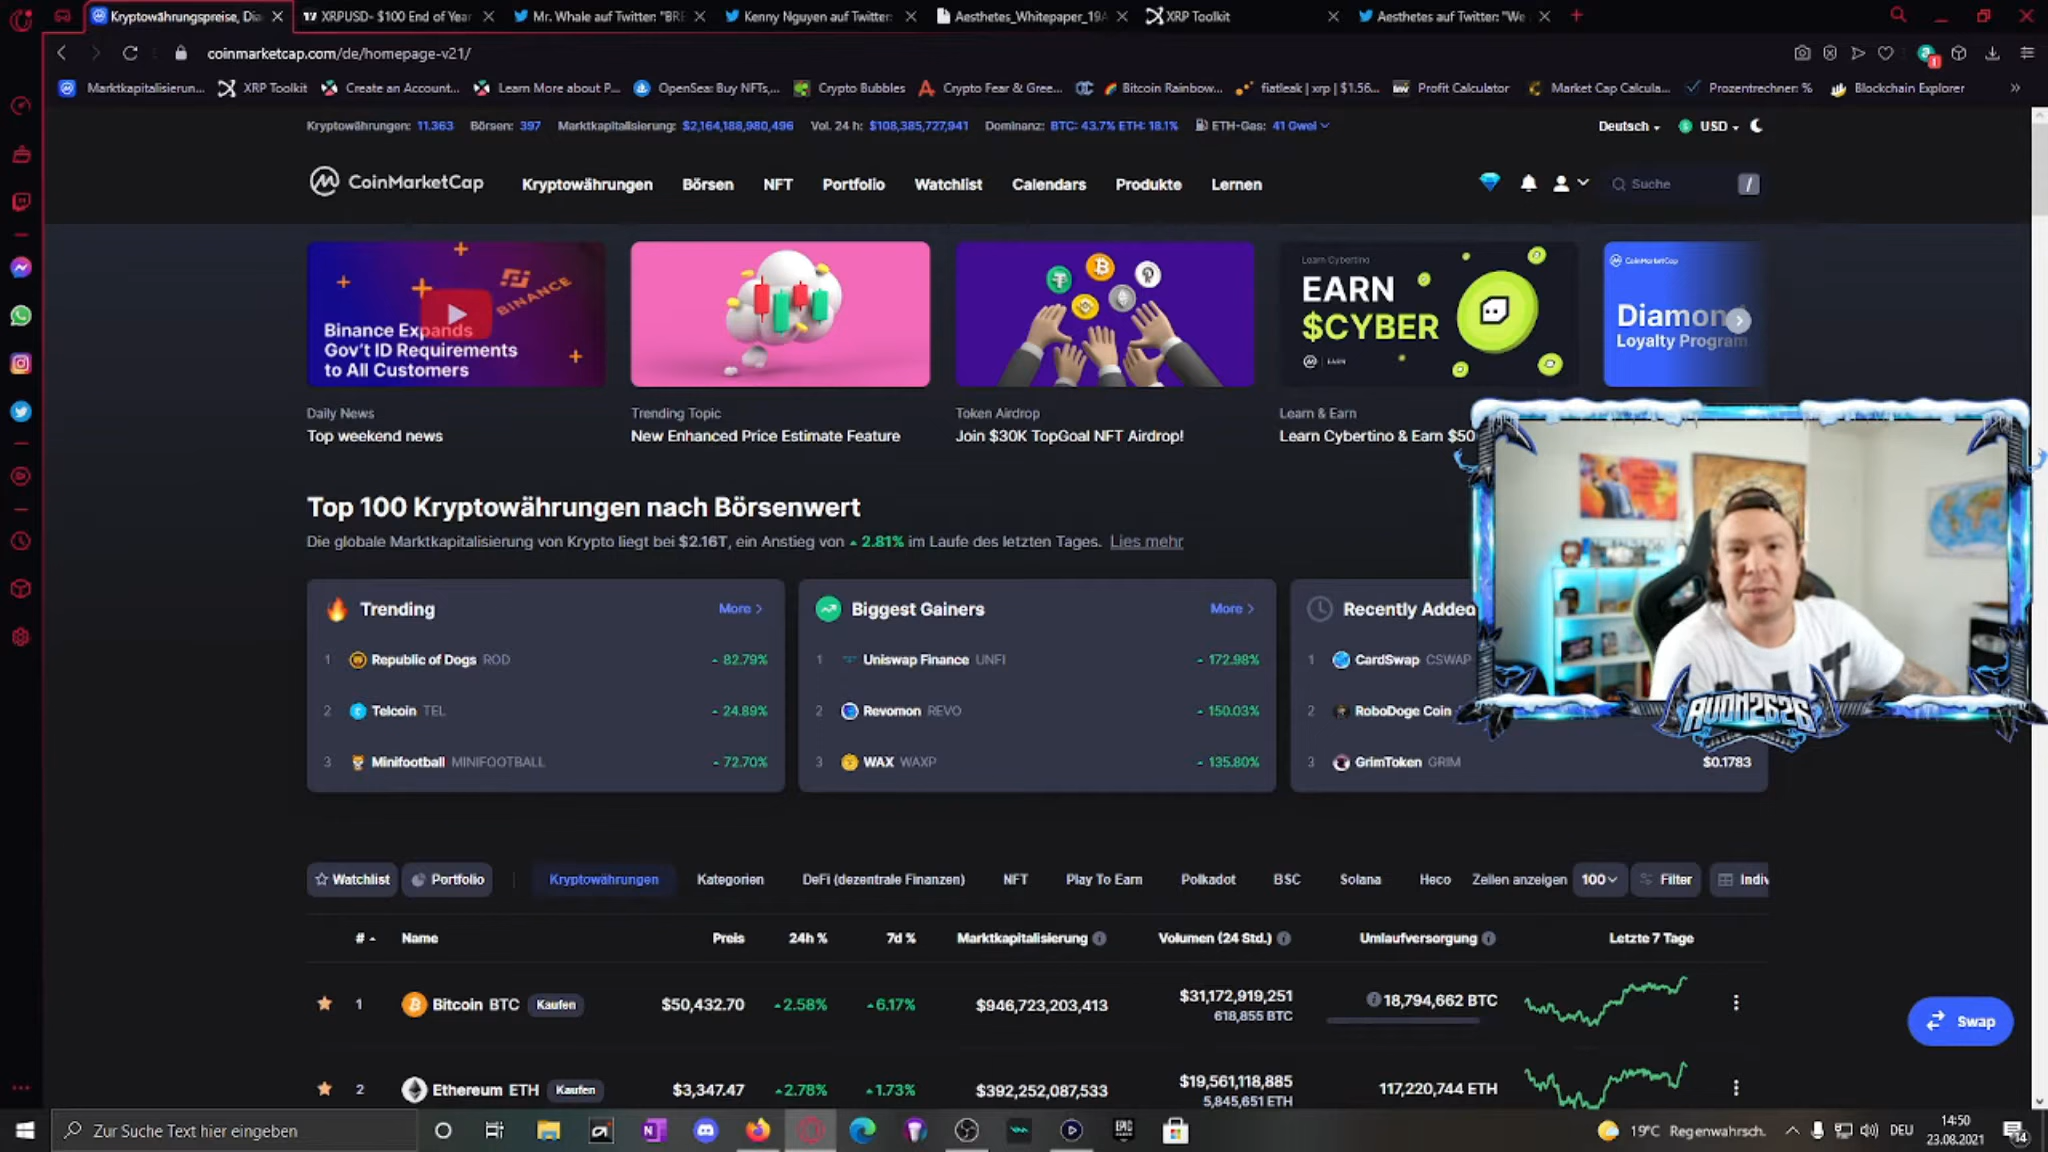 Kryptowährungspreise, Dia
XRPUSD- $100 End of Year
Mr. Whale auf Twitter: "BRE
Kenny Nguyen auf Twitter:
Aesthetes_Whitepaper_19A
XRP Toolkit
Aesthetes auf Twitter: "We
coinmarketcap.com/de/homepage-v21/
Marktkapitalisierun...
XRP Toolkit
Create an Account...
Learn More about P...
OpenSea: Buy NFTs,...
Crypto Bubbles
Crypto Fear & Gree...
Bitcoin Rainbow...
fiatleak | xrp | $1.56...
Profit Calculator
Market Cap Calcula...
Prozentrechner: %
Blockchain Explorer
Kryptowährungen: 11.363 Börsen: 397 Marktkapitalisierung: $2,164,188,980,496 Vol. 24 h: $108,385,727,941 Dominanz: BTC: 43.7% ETH: 18.1% ETH-Gas: 41 Gwei
Deutsch USD
CoinMarketCap
Kryptowährungen Börsen NFT Portfolio Watchlist Calendars Produkte Lernen
Suche /
BINANCE
Binance Expands
Gov't ID Requirements
to All Customers
Learn Cybertino
EARN
$CYBER
EARN
CoinMarketCap
Diamon
Loyalty Program
Daily News
Top weekend news
Trending Topic
New Enhanced Price Estimate Feature
Token Airdrop
Join $30K TopGoal NFT Airdrop!
Learn & Earn
Learn Cybertino & Earn $50
Top 100 Kryptowährungen nach Börsenwert
Die globale Marktkapitalisierung von Krypto liegt bei $2.16T, ein Anstieg von 2.81% im Laufe des letzten Tages. Lies mehr
Trending More
1 Republic of Dogs ROD 82.79%
2 Telcoin TEL 24.89%
3 Minifootball MINIFOOTBALL 72.70%
Biggest Gainers More
1 Uniswap Finance UNFI 172.98%
2 Revomon REVO 150.03%
3 WAX WAXP 135.80%
Recently Added
1 CardSwap CSWAP
2 RoboDoge Coin
3 GrimToken GRIM $0.1783
AVON2626
Watchlist Portfolio Kryptowährungen Kategorien DeFi (dezentrale Finanzen) NFT Play To Earn Polkadot BSC Solana Heco Zeilen anzeigen 100 Filter Indiv
# Name Preis 24h % 7d % Marktkapitalisierung Volumen (24 Std.) Umlaufversorgung Letzte 7 Tage
1 Bitcoin BTC Kaufen $50,432.70 2.58% 6.17% $946,723,203,413 $31,172,919,251 18,794,662 BTC
618,855 BTC
Swap
2 Ethereum ETH Kaufen $3,347.47 2.78% 1.73% $392,252,087,533 $19,561,118,885 117,220,744 ETH
5,845,651 ETH
Zur Suche Text hier eingeben
EPIC
GAMES
19°C Regenwahrsch.
DEU
14:50
23.08.2021
14